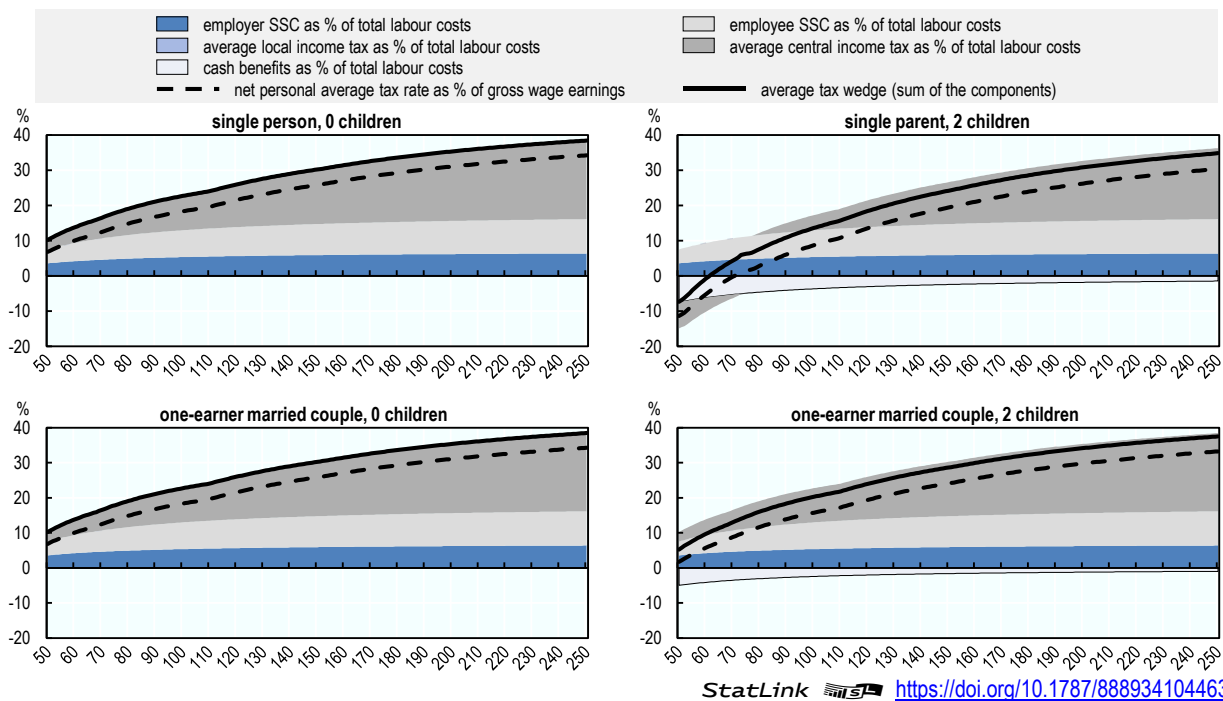 employer SSC as % of total labour costs
employee SSC as % of total labour costs
average local income tax as % of total labour costs
average central income tax as % of total labour costs
cash benefits as % of total labour costs
net personal average tax rate as % of gross wage earnings
average tax wedge (sum of the components)
%
single person, 0 children
40
30
20
10
0
-10
-20
50 60 70 80 90 100 110 120 130 140 150 160 170 180 190 200 210 220 230 240 250
%
single parent, 2 children
40
30
20
10
0
-10
-20
50 60 70 80 90 100 110 120 130 140 150 160 170 180 190 200 210 220 230 240 250
%
one-earner married couple, 0 children
40
30
20
10
0
-10
-20
50 60 70 80 90 100 110 120 130 140 150 160 170 180 190 200 210 220 230 240 250
%
one-earner married couple, 2 children
40
30
20
10
0
-10
-20
50 60 70 80 90 100 110 120 130 140 150 160 170 180 190 200 210 220 230 240 250
StatLink https://doi.org/10.1787/888934104463